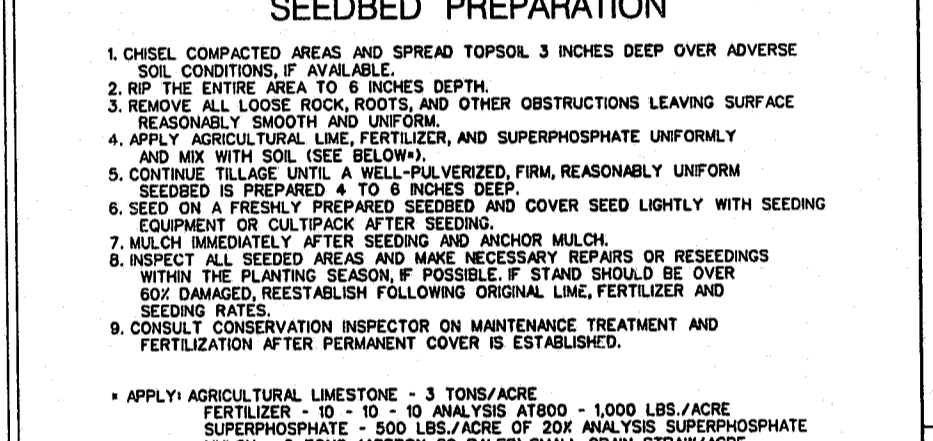 SEEDBED PREPARATION
1. CHISEL COMPACTED AREAS AND SPREAD TOPSOIL 3 INCHES DEEP OVER ADVERSE
SOIL CONDITIONS, IF AVAILABLE.
2. RIP THE ENTIRE AREA TO 6 INCHES DEPTH.
3. REMOVE ALL LOOSE ROCK, ROOTS, AND OTHER OBSTRUCTIONS LEAVING SURFACE
REASONABLY SMOOTH AND UNIFORM.
4. APPLY AGRICULTURAL LIME, FERTILIZER, AND SUPERPHOSPHATE UNIFORMLY
AND MIX WITH SOIL (SEE BELOW*).
5. CONTINUE TILLAGE UNTIL A WELL-PULVERIZED, FIRM, REASONABLY UNIFORM
SEEDBED IS PREPARED 4 TO 6 INCHES DEEP.
6. SEED ON A FRESHLY PREPARED SEEDBED AND COVER SEED LIGHTLY WITH SEEDING
EQUIPMENT OR CULTIPACK AFTER SEEDING.
7. MULCH IMMEDIATELY AFTER SEEDING AND ANCHOR MULCH.
8. INSPECT ALL SEEDED AREAS AND MAKE NECESSARY REPAIRS OR RESEEDINGS
WITHIN THE PLANTING SEASON, IF POSSIBLE. IF STAND SHOULD BE OVER
60% DAMAGED, REESTABLISH FOLLOWING ORIGINAL LIME, FERTILIZER AND
SEEDING RATES.
9. CONSULT CONSERVATION INSPECTOR ON MAINTENANCE TREATMENT AND
FERTILIZATION AFTER PERMANENT COVER IS ESTABLISHED.
* APPLY: AGRICULTURAL LIMESTONE - 3 TONS/ACRE
FERTILIZER - 10 - 10 - 10 ANALYSIS AT800 - 1,000 LBS./ACRE
SUPERPHOSPHATE - 500 LBS./ACRE OF 20% ANALYSIS SUPERPHOSPHATE